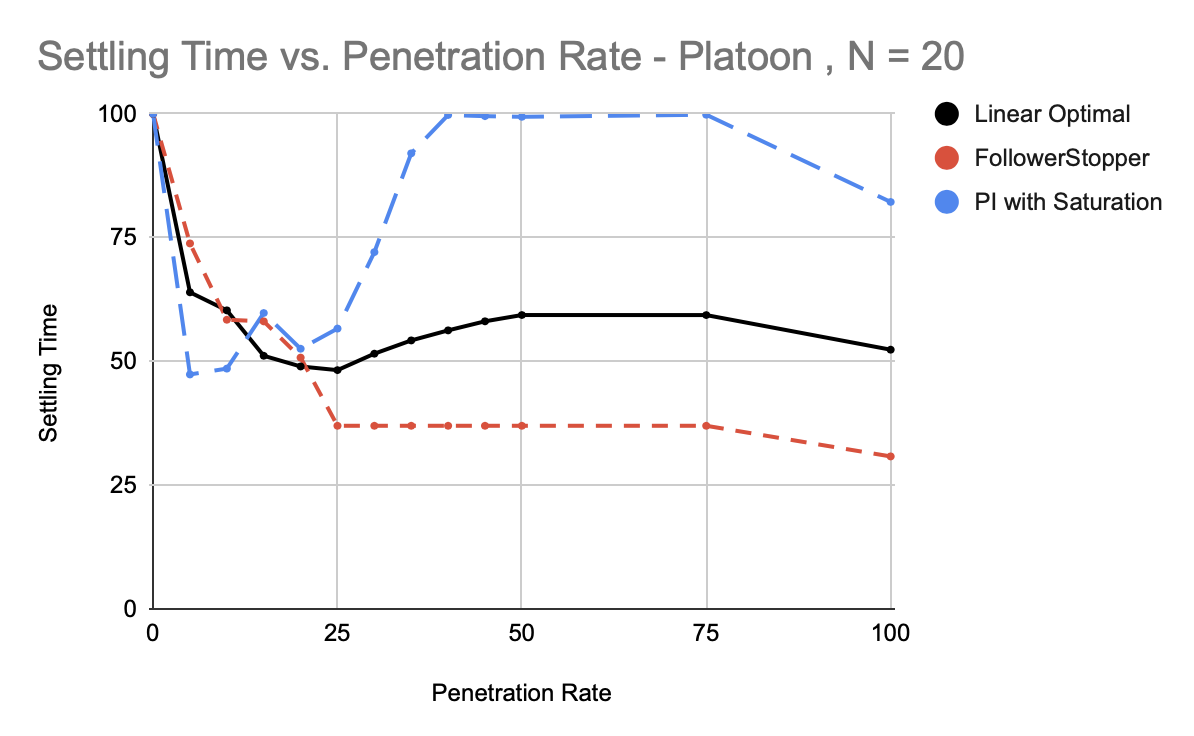 Settling Time vs. Penetration Rate - Platoon , N = 20
Linear Optimal
FollowerStopper
PI with Saturation
100
75
50
25
0
Settling Time
0
25
50
75
100
Penetration Rate